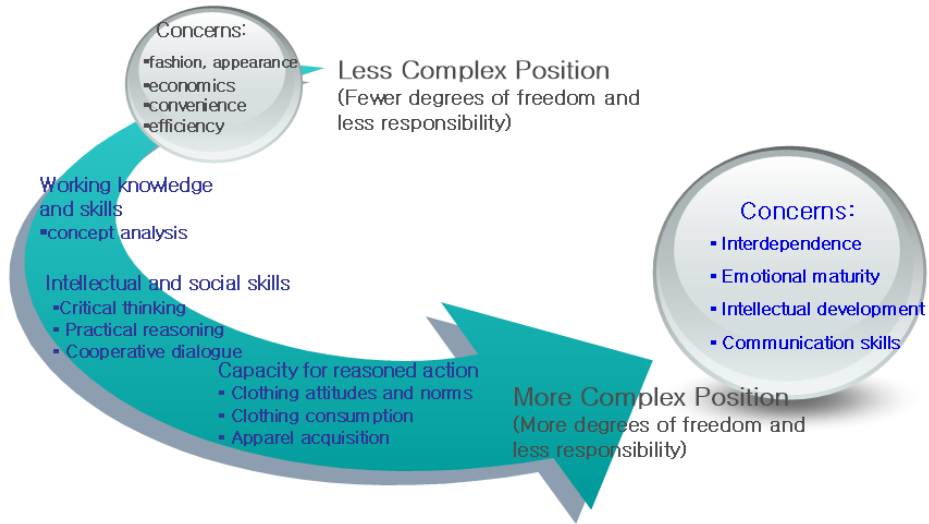 Concerns:
▪fashion, appearance
▪economics
▪convenience
▪efficiency
Less Complex Position
(Fewer degrees of freedom and
less responsibility)
Working knowledge
and skills
▪concept analysis
Intellectual and social skills
▪Critical thinking
▪ Practical reasoning
▪ Cooperative dialogue
Capacity for reasoned action
▪ Clothing attitudes and norms
▪ Clothing consumption
▪ Apparel acquisition
More Complex Position
(More degrees of freedom and
less responsibility)
Concerns:
▪ Interdependence
▪ Emotional maturity
▪ Intellectual development
▪ Communication skills